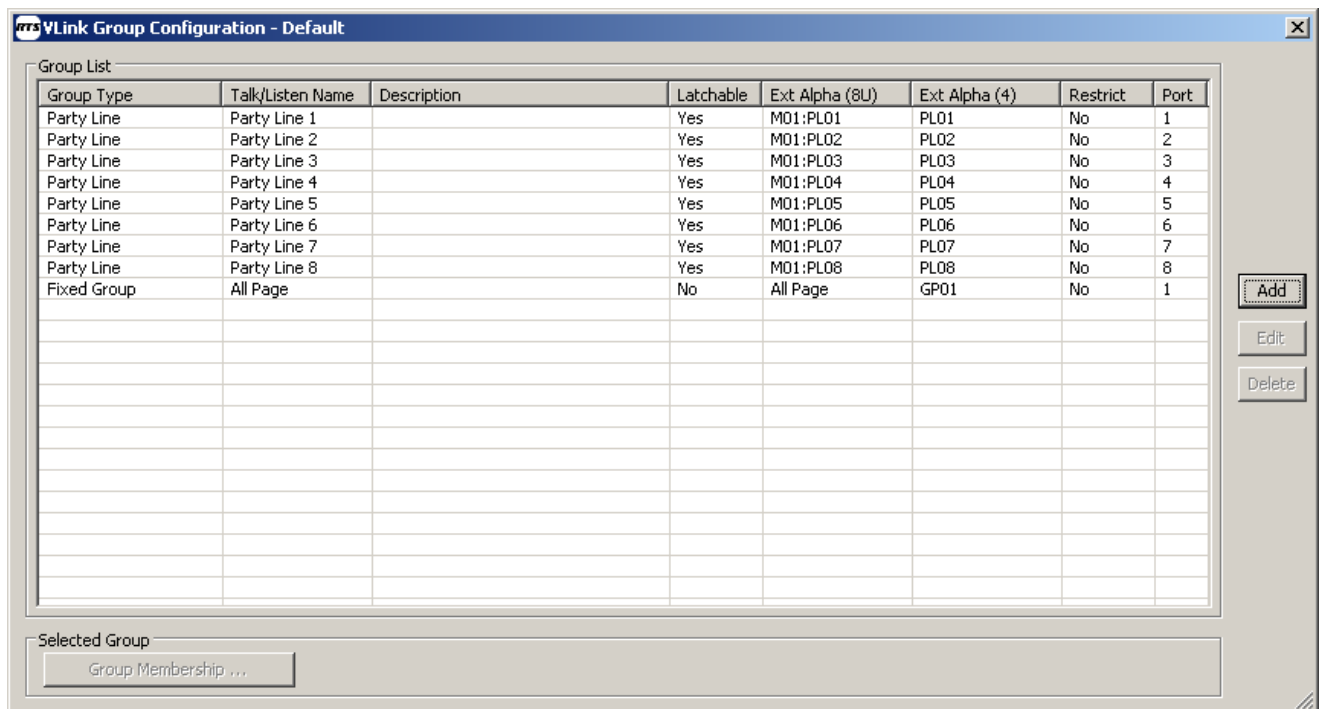 RTS VLink Group Configuration - Default
Group List
Group Type Talk/Listen Name Description Latchable Ext Alpha (8U) Ext Alpha (4) Restrict Port
Party Line Party Line 1 Yes M01:PL01 PL01 No 1
Party Line Party Line 2 Yes M01:PL02 PL02 No 2
Party Line Party Line 3 Yes M01:PL03 PL03 No 3
Party Line Party Line 4 Yes M01:PL04 PL04 No 4
Party Line Party Line 5 Yes M01:PL05 PL05 No 5
Party Line Party Line 6 Yes M01:PL06 PL06 No 6
Party Line Party Line 7 Yes M01:PL07 PL07 No 7
Party Line Party Line 8 Yes M01:PL08 PL08 No 8
Fixed Group All Page No All Page GP01 No 1
Add
Edit
Delete
Selected Group
Group Membership ...